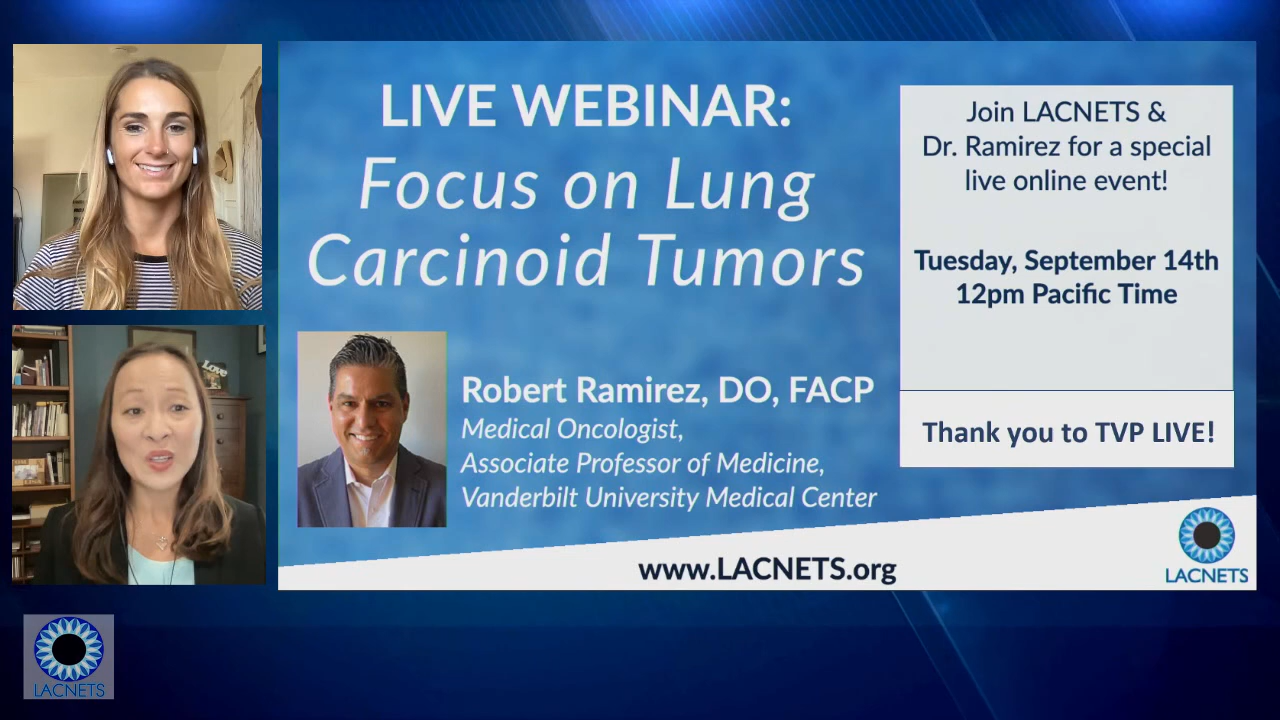 LIVE WEBINAR:
Focus on Lung
Carcinoid Tumors
Robert Ramirez, DO, FACP
Medical Oncologist,
Associate Professor of Medicine,
Vanderbilt University Medical Center
Join LACNETS &
Dr. Ramirez for a special
live online event!
Tuesday, September 14th
12pm Pacific Time
Thank you to TVP LIVE!
www.LACNETS.org
LACNETS
Love
LACNETS